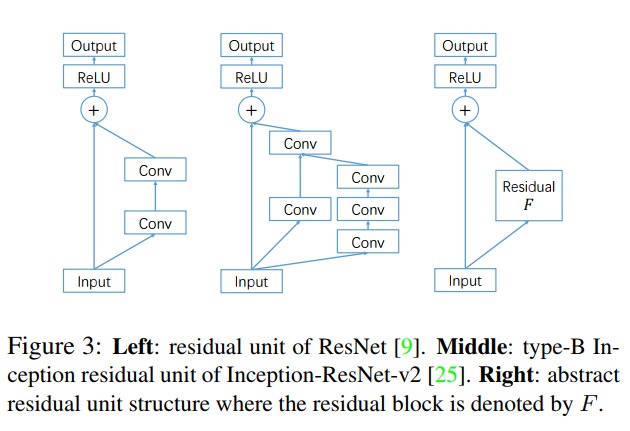 Output
ReLU
+
Conv
Conv
Input
Output
ReLU
+
Conv
Conv
Conv
Conv
Conv
Input
Output
ReLU
+
Residual
F
Input
Figure 3: Left: residual unit of ResNet [9]. Middle: type-B In-
ception residual unit of Inception-ResNet-v2 [25]. Right: abstract
residual unit structure where the residual block is denoted by F.